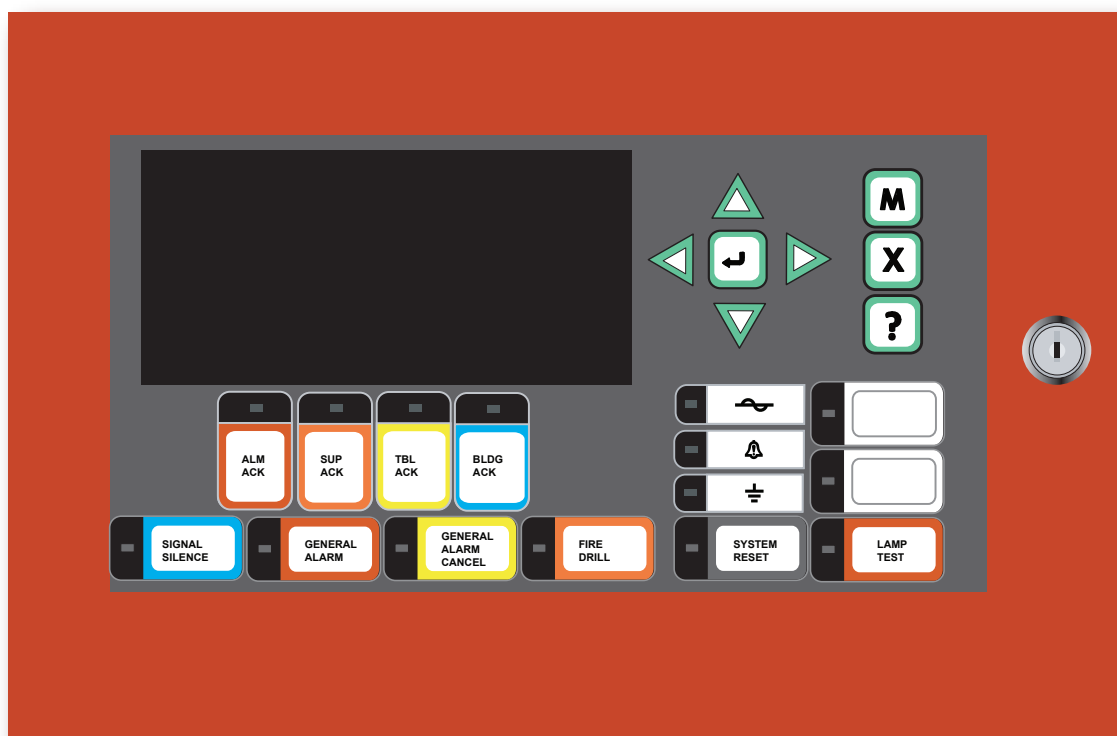 M
X
?
ALM
ACK
SUP
ACK
TBL
ACK
BLDG
ACK
SIGNAL
SILENCE
GENERAL
ALARM
GENERAL
ALARM
CANCEL
FIRE
DRILL
SYSTEM
RESET
LAMP
TEST